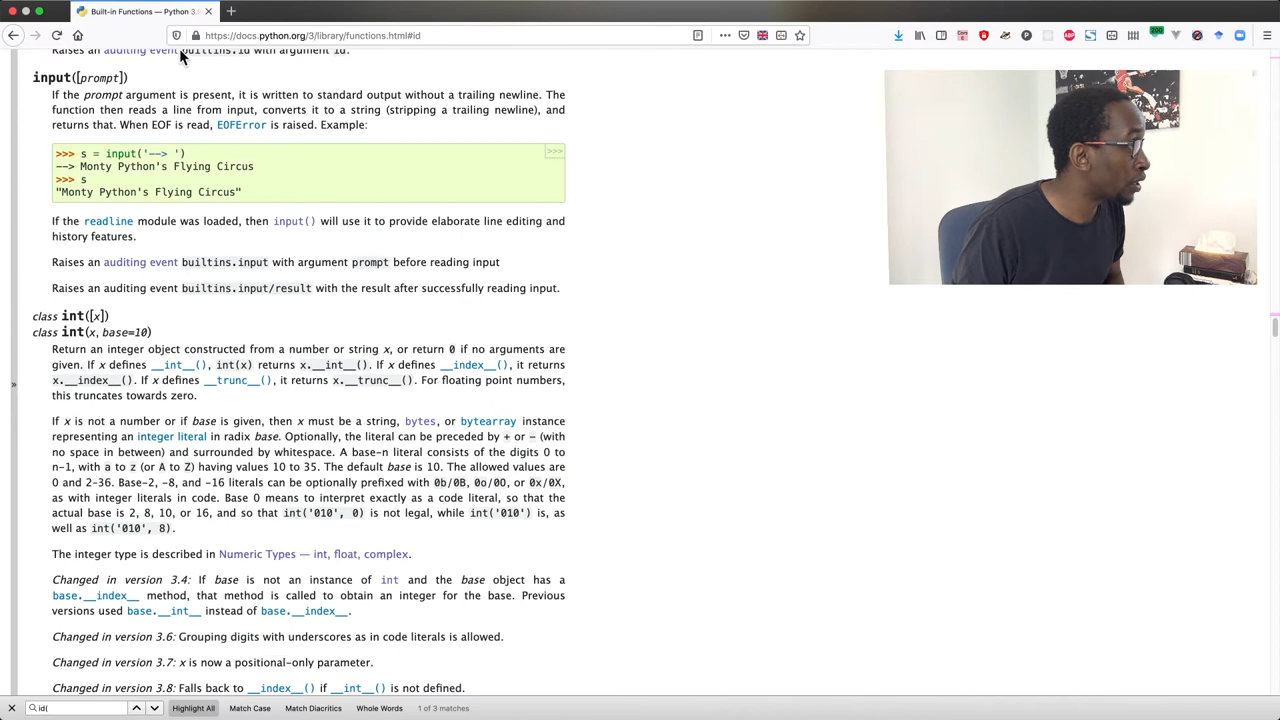 Built-in Functions — Python 3.
https://docs.python.org/3/library/functions.html#id
200
ABP
Raises an auditing event builtins.id with argument id.
input([prompt])
If the prompt argument is present, it is written to standard output without a trailing newline. The
function then reads a line from input, converts it to a string (stripping a trailing newline), and
returns that. When EOF is read, EOFError is raised. Example:
>>> s = input('--> ')
>>>
--> Monty Python's Flying Circus
>>> s
"Monty Python's Flying Circus"
If the readline module was loaded, then input() will use it to provide elaborate line editing and
history features.
Raises an auditing event builtins.input with argument prompt before reading input
Raises an auditing event builtins.input/result with the result after successfully reading input.
class int([x])
class int(x, base=10)
Return an integer object constructed from a number or string x, or return 0 if no arguments are
given. If x defines __int__(), int(x) returns x.__int__(). If x defines __index__(), it returns
x.__index__(). If x defines __trunc__(), it returns x.__trunc__(). For floating point numbers,
this truncates towards zero.
If x is not a number or if base is given, then x must be a string, bytes, or bytearray instance
representing an integer literal in radix base. Optionally, the literal can be preceded by + or - (with
no space in between) and surrounded by whitespace. A base-n literal consists of the digits 0 to
n-1, with a to z (or A to Z) having values 10 to 35. The default base is 10. The allowed values are
0 and 2-36. Base-2, -8, and -16 literals can be optionally prefixed with 0b/0B, 0o/0O, or 0x/0X,
as with integer literals in code. Base 0 means to interpret exactly as a code literal, so that the
actual base is 2, 8, 10, or 16, and so that int('010', 0) is not legal, while int('010') is, as
well as int('010', 8).
The integer type is described in Numeric Types — int, float, complex.
Changed in version 3.4: If base is not an instance of int and the base object has a
base.__index__ method, that method is called to obtain an integer for the base. Previous
versions used base.__int__ instead of base.__index__.
Changed in version 3.6: Grouping digits with underscores as in code literals is allowed.
Changed in version 3.7: x is now a positional-only parameter.
Changed in version 3.8: Falls back to __index__() if __int__() is not defined.
»
id(
Highlight All
Match Case
Match Diacritics
Whole Words
1 of 3 matches